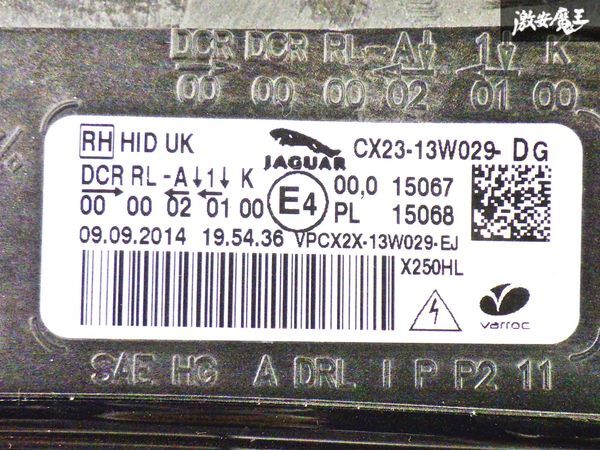 激安魔王
DCR DCR RL-A↓ 1↓ K
00 00 00 02 01 00
RH HID UK
JAGUAR
CX23-13W029- DG
DCR RL-A↓1↓ K
00 00 02 01 00
E4
00,0 15067
PL 15068
09.09.2014 19.54.36 VPCX2X-13W029-EJ
X250HL
varroc
SAE HG A DRL I P P2 11